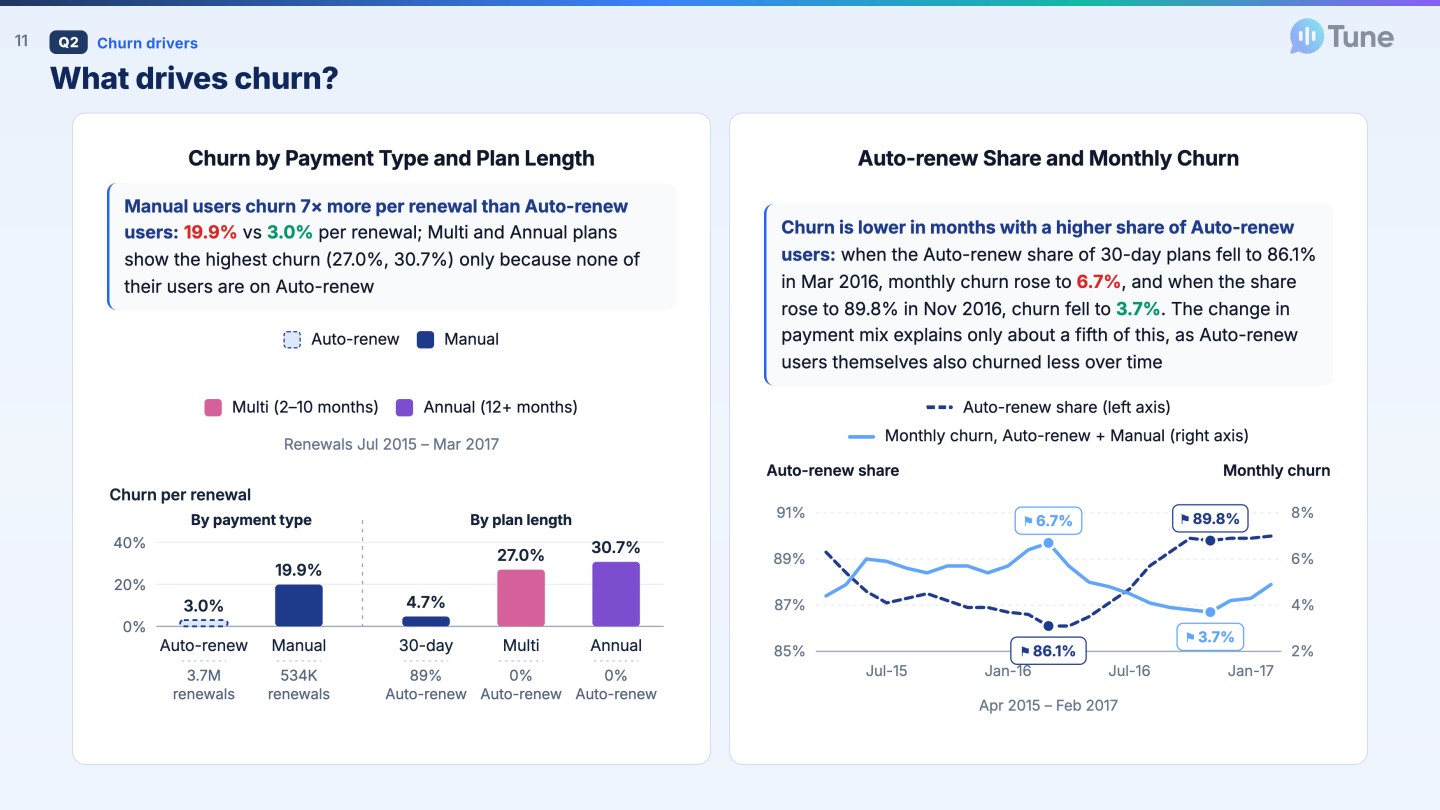 11
Q2
Churn drivers
Tune
What drives churn?
Churn by Payment Type and Plan Length
Manual users churn 7× more per renewal than Auto-renew
users: 19.9% vs 3.0% per renewal; Multi and Annual plans
show the highest churn (27.0%, 30.7%) only because none of
their users are on Auto-renew
Auto-renew
Manual
Multi (2–10 months)
Annual (12+ months)
Renewals Jul 2015 – Mar 2017
Churn per renewal
By payment type
By plan length
40%
20%
0%
3.0%
19.9%
4.7%
27.0%
30.7%
Auto-renew
Manual
30-day
Multi
Annual
3.7M
renewals
534K
renewals
89%
Auto-renew
0%
Auto-renew
0%
Auto-renew
Auto-renew Share and Monthly Churn
Churn is lower in months with a higher share of Auto-renew
users: when the Auto-renew share of 30-day plans fell to 86.1%
in Mar 2016, monthly churn rose to 6.7%, and when the share
rose to 89.8% in Nov 2016, churn fell to 3.7%. The change in
payment mix explains only about a fifth of this, as Auto-renew
users themselves also churned less over time
Auto-renew share (left axis)
Monthly churn, Auto-renew + Manual (right axis)
Auto-renew share
Monthly churn
91%
89%
87%
85%
8%
6%
4%
2%
6.7%
89.8%
86.1%
3.7%
Jul-15
Jan-16
Jul-16
Jan-17
Apr 2015 – Feb 2017